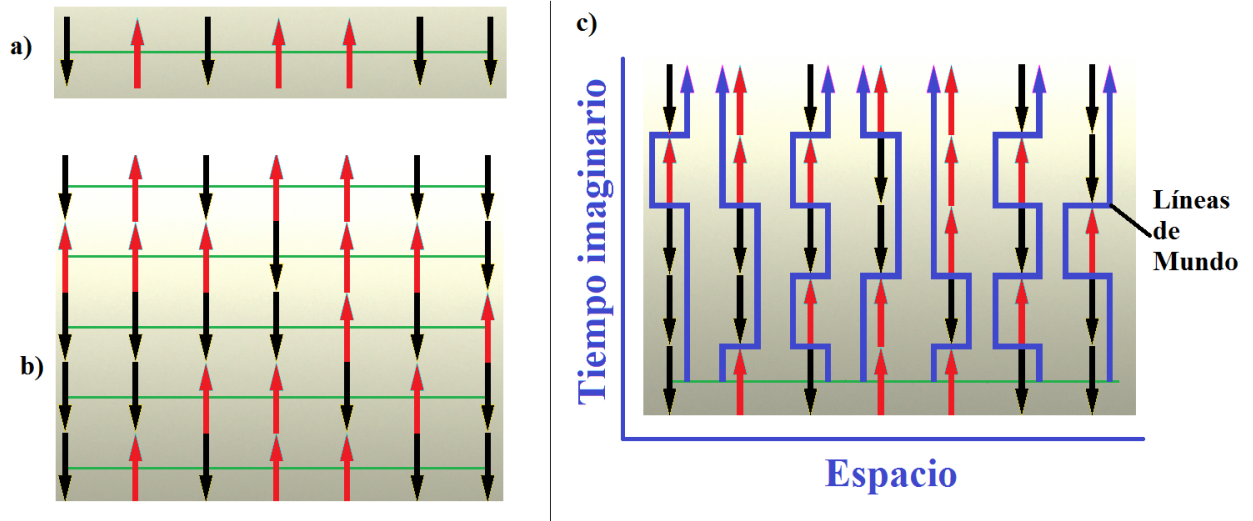 a)
b)
c)
Tiempo imaginario
Espacio
Líneas
de
Mundo